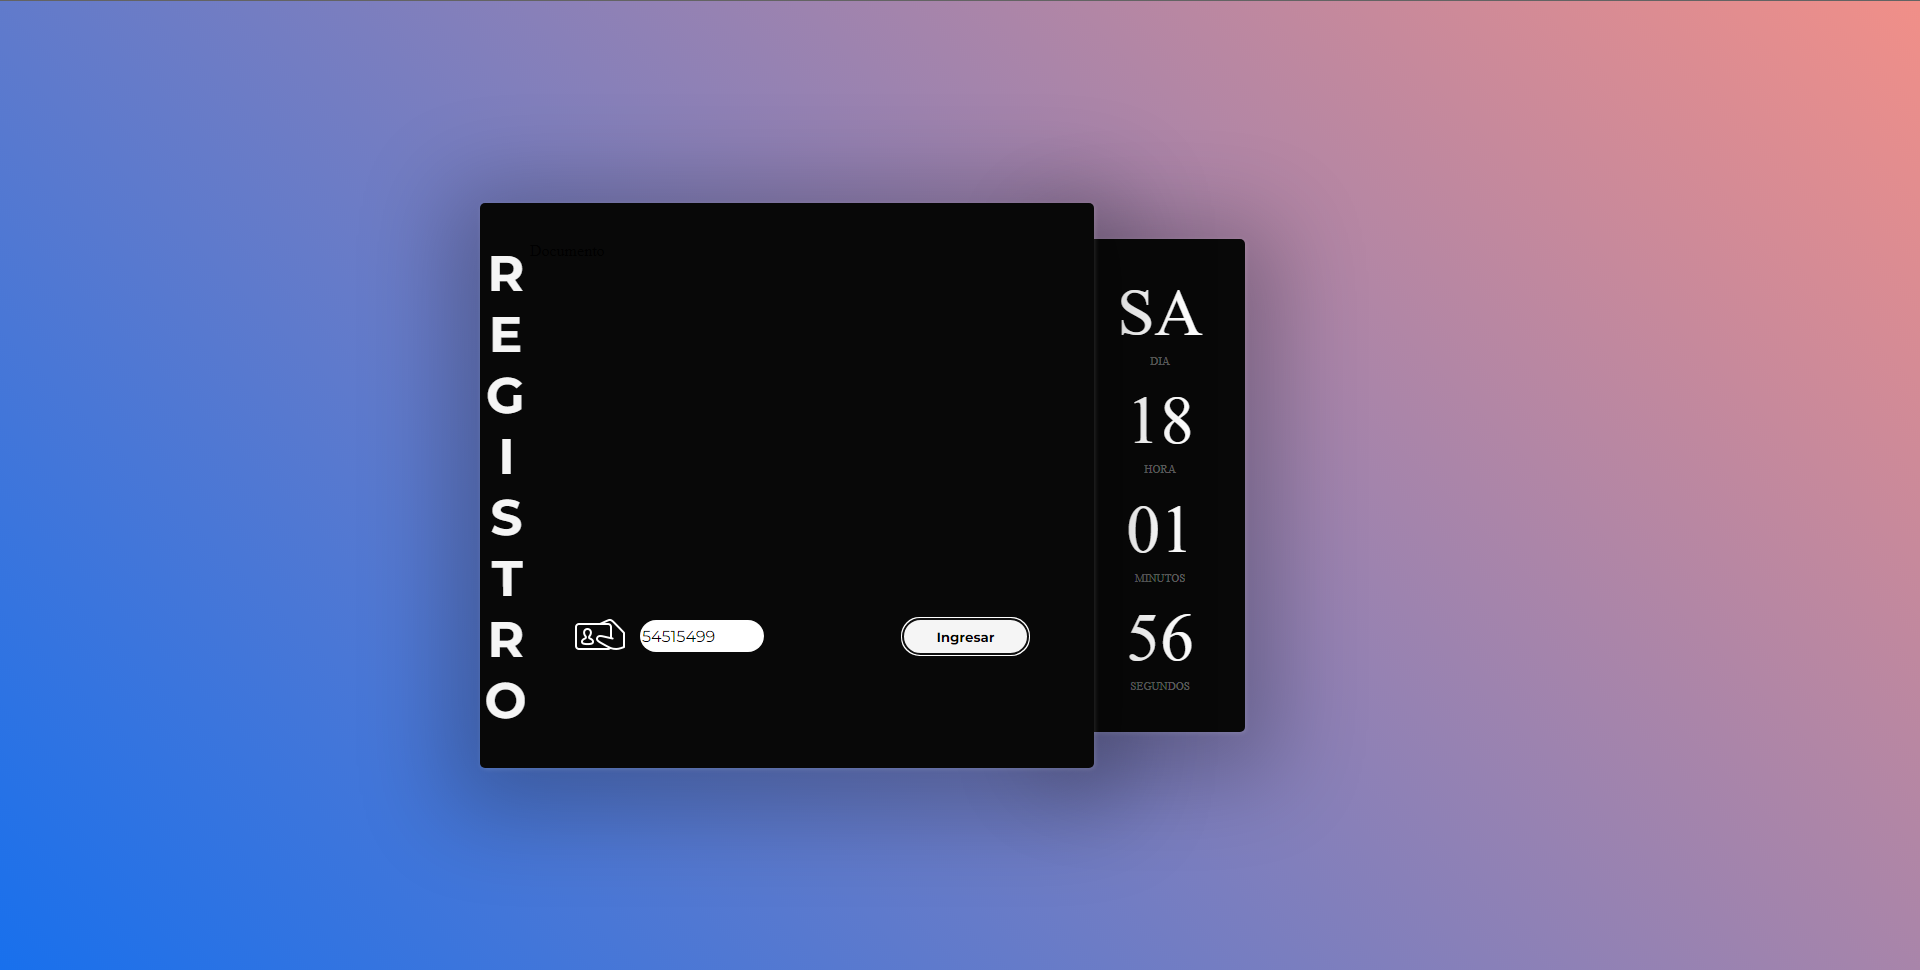 R
E
G
I
S
T
R
O
Documento
54515499
Ingresar
SA
DIA
18
HORA
01
MINUTOS
56
SEGUNDOS